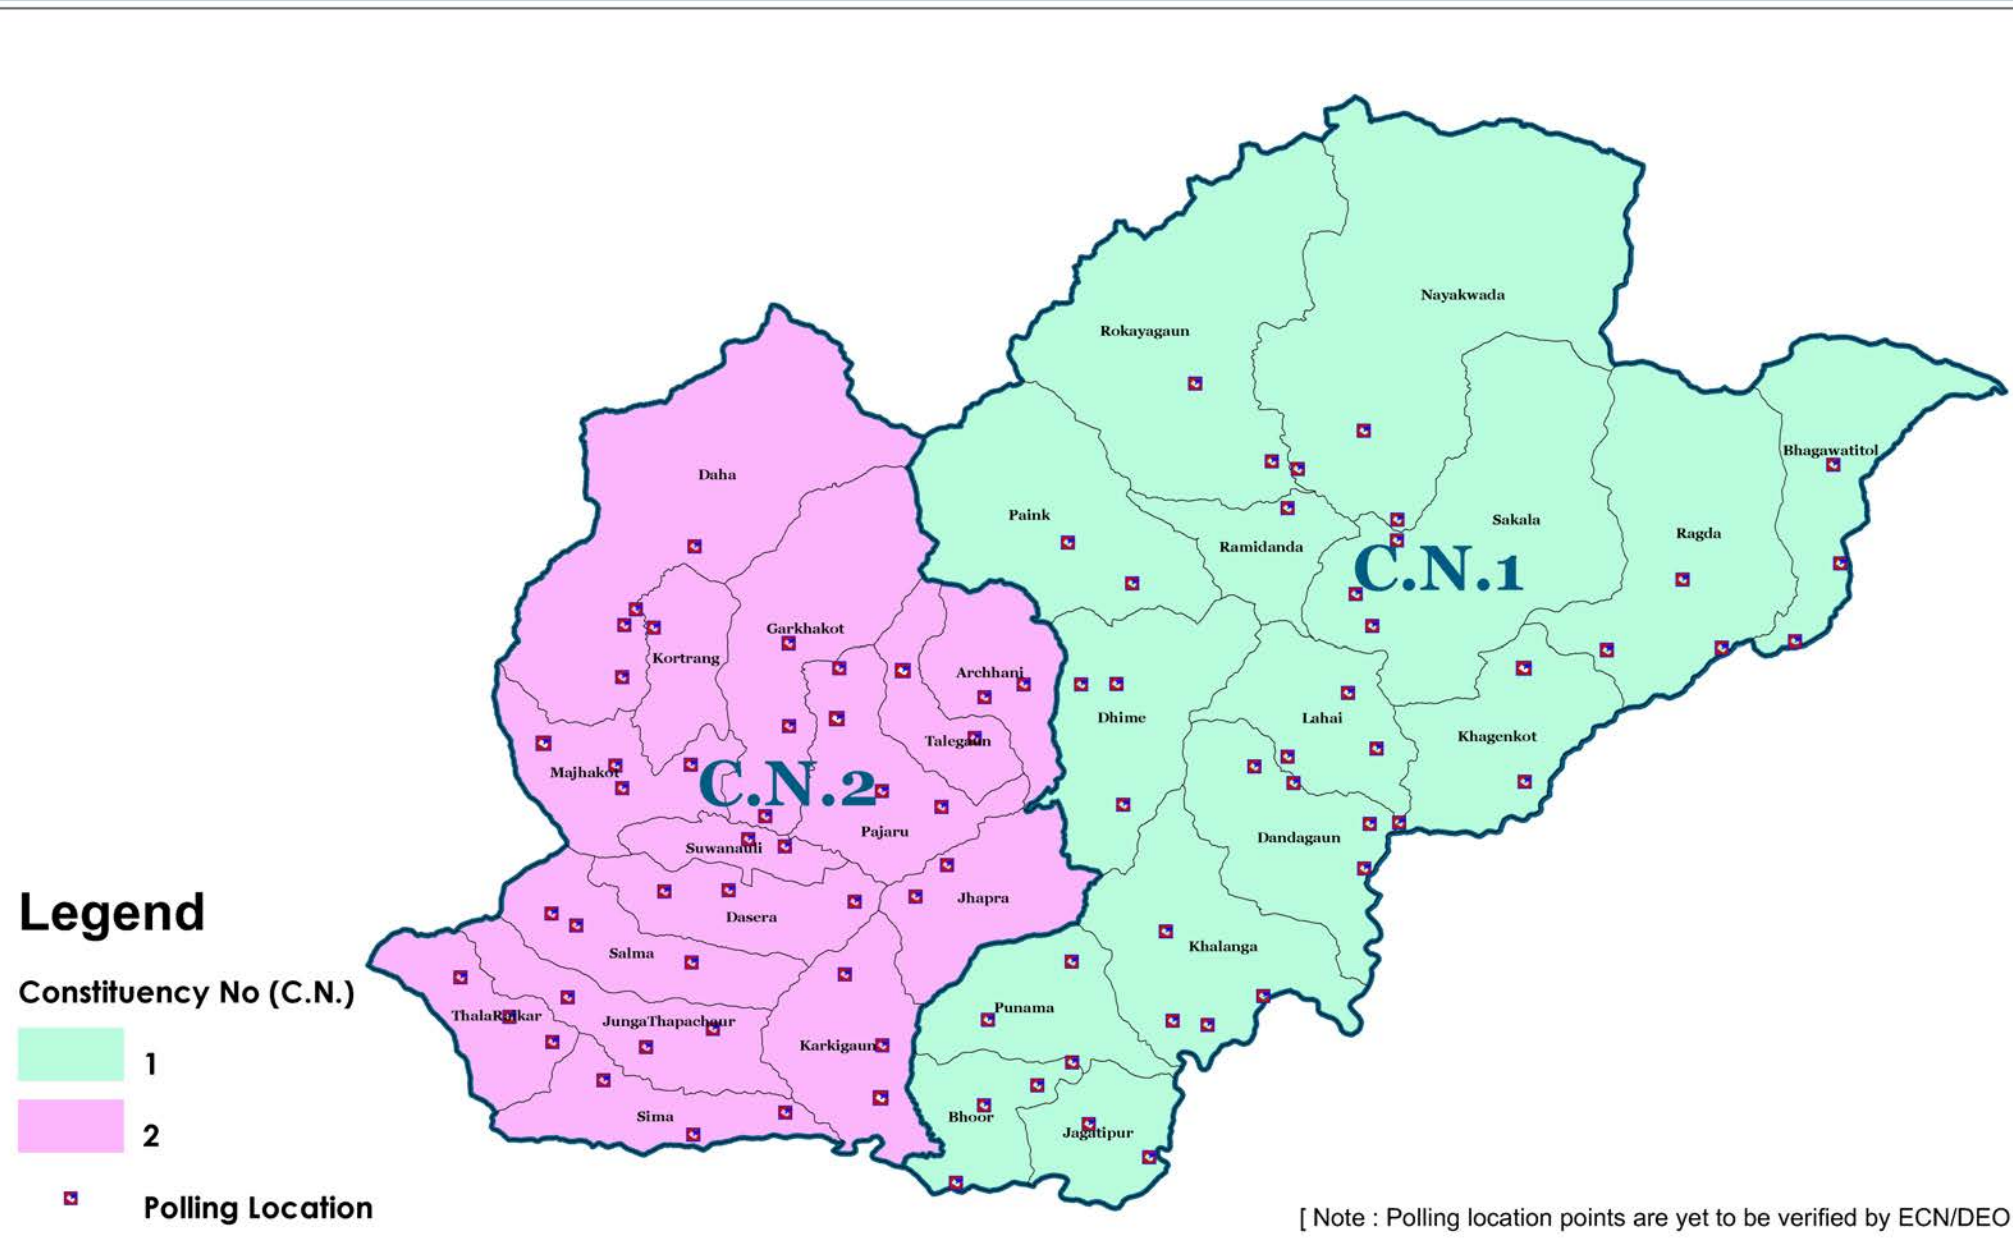 Nayakwada
Rokayagaun
Bhagawatitol
Daha
Paink
Sakala
Ragda
Ramidanda
C.N.1
Garkhakot
Kortrang
Archhani
Dhime
Lahai
Khagenkot
Talegaun
Majhakot
C.N.2
Pajaru
Dandagaun
Suwanauli
Jhapra
Dasera
Khalanga
Salma
Punama
ThalaRaikar
JungaThapachaur
Karkigaun
Sima
Bhoor
Jagatipur
Legend
Constituency No (C.N.)
1
2
Polling Location
[ Note : Polling location points are yet to be verified by ECN/DEO